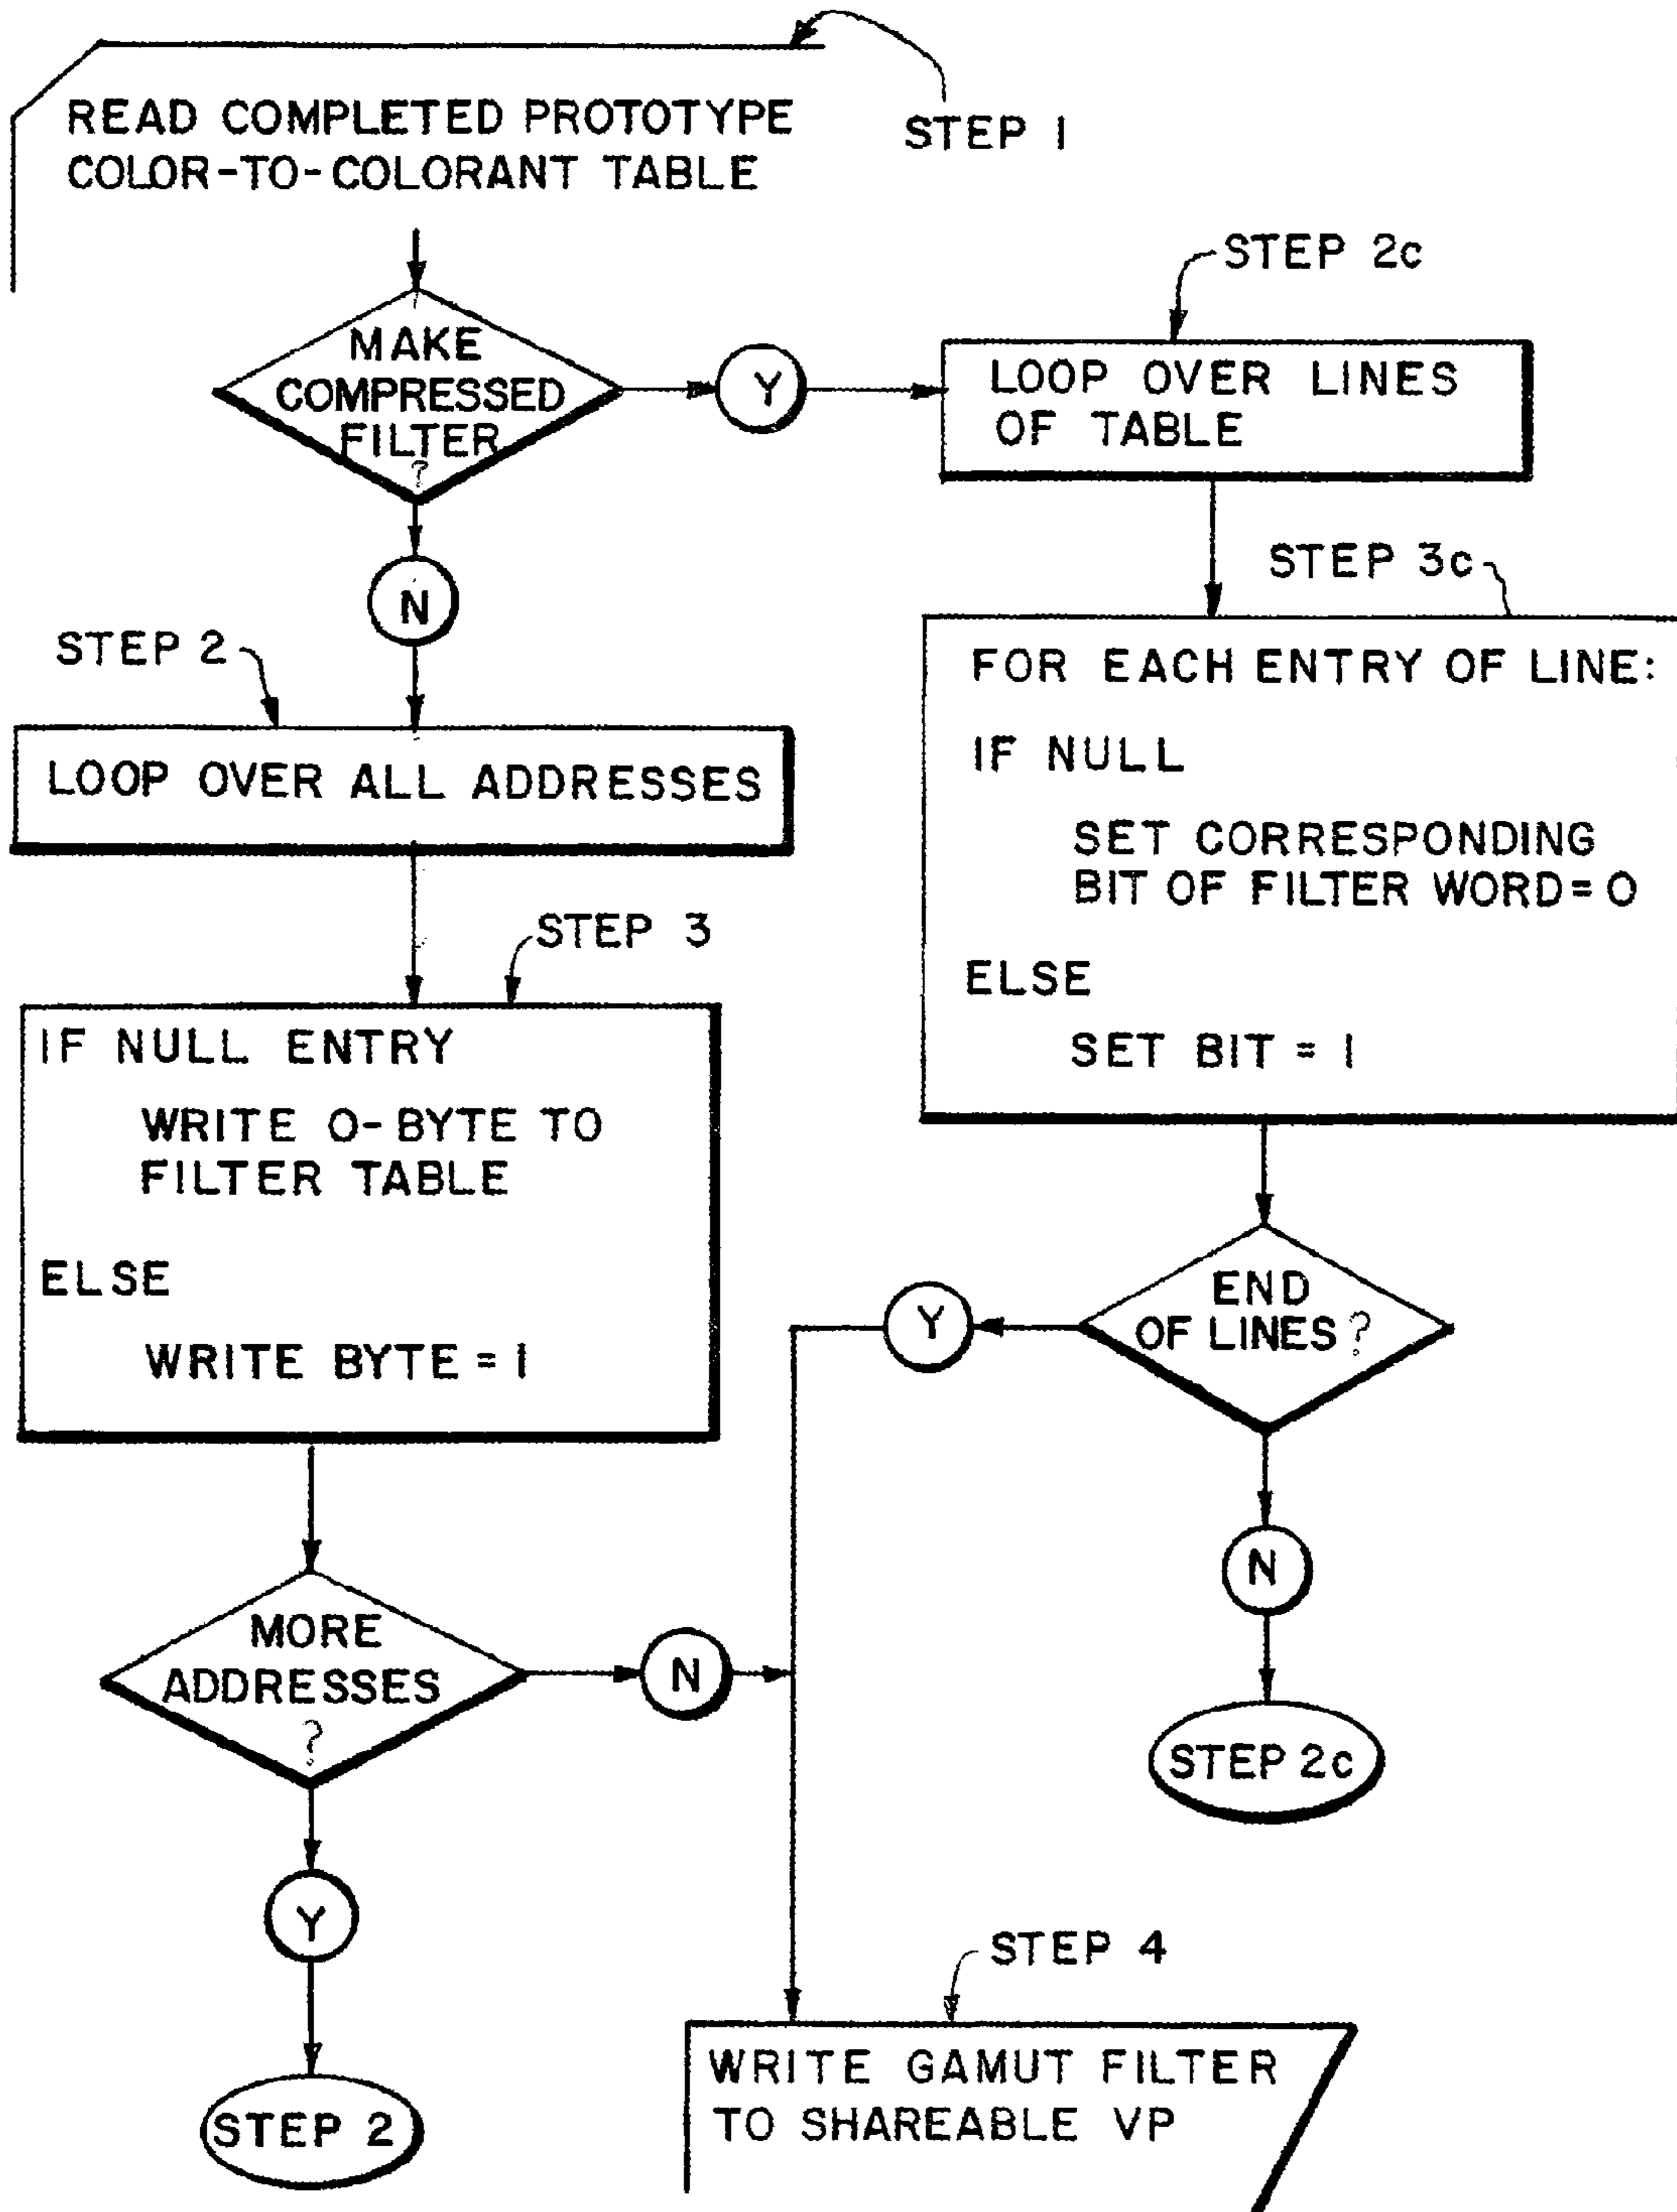 READ COMPLETED PROTOTYPE
COLOR-TO-COLORANT TABLE
STEP 1
MAKE
COMPRESSED
FILTER
?
Y
STEP 2c
LOOP OVER LINES
OF TABLE
N
STEP 2
LOOP OVER ALL ADDRESSES
STEP 3c
FOR EACH ENTRY OF LINE:
IF NULL
SET CORRESPONDING
BIT OF FILTER WORD=0
ELSE
SET BIT = 1
STEP 3
IF NULL ENTRY
WRITE 0-BYTE TO
FILTER TABLE
ELSE
WRITE BYTE = 1
END
OF LINES?
Y
N
STEP 2c
MORE
ADDRESSES
?
N
Y
STEP 2
STEP 4
WRITE GAMUT FILTER
TO SHAREABLE VP